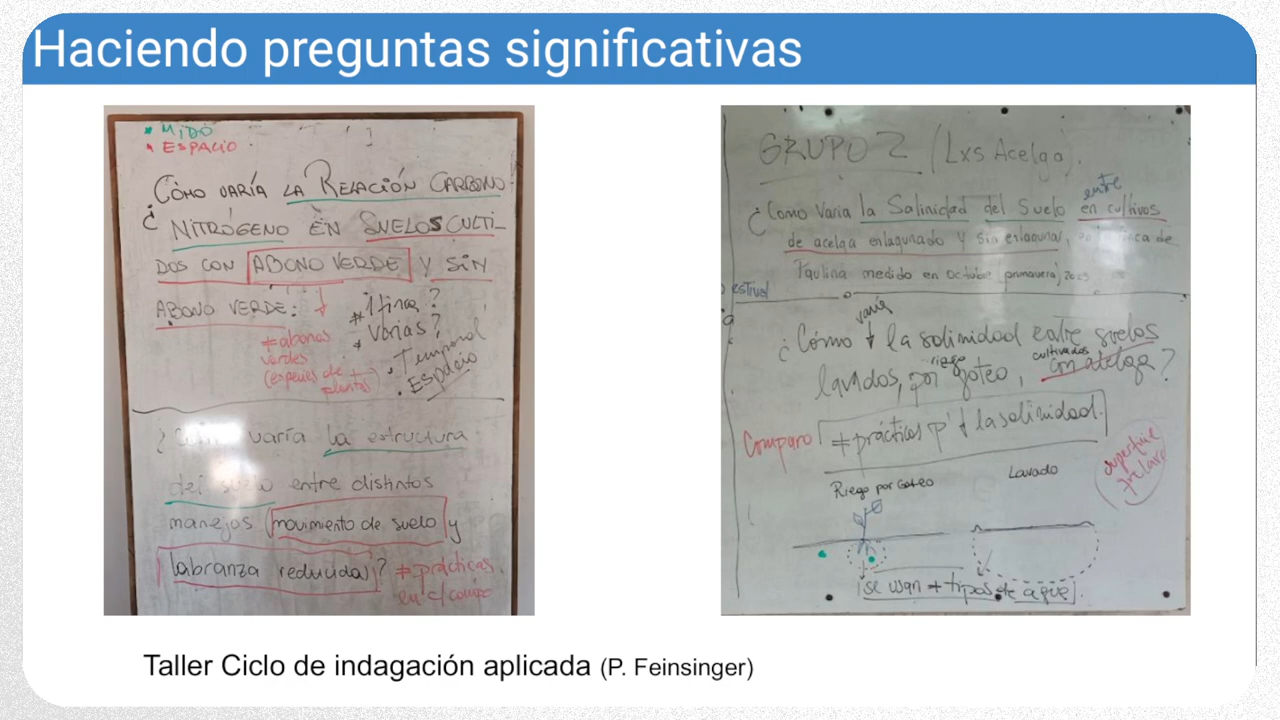 Haciendo preguntas significativas
• MIDO
• ESPACIO
¿CÓMO VARÍA LA RELACIÓN CARBONO-
NITRÓGENO EN SUELOS CULTI-
DOS CON ABONO VERDE Y SIN
ABONO VERDE:
≠ abonos
verdes
(especies de
plantas)
* 1 finca?
* varias?
• Temporal
• Espacio
¿Cómo varía la estructura
del suelo entre distintos
manejos (movimiento de suelo y
labranza reducida)?
≠ prácticas
en c/ campo
GRUPO 2 (Lxs Acelga).
¿Como Varia la Salinidad del Suelo entre en cultivos
de acelga enlagunado y sin enlagunar, finca de
Paulina medido en Octubre (primavera) 2023
estival
¿Cómo varía la salinidad entre suelos
lavados, por riego goteo, cultivados con acelga?
Comparo ≠ prácticas p' ↓ la salinidad.
superficie
Riego por Goteo
Lavado
se usan ≠ tipos de agua
Taller Ciclo de indagación aplicada (P. Feinsinger)